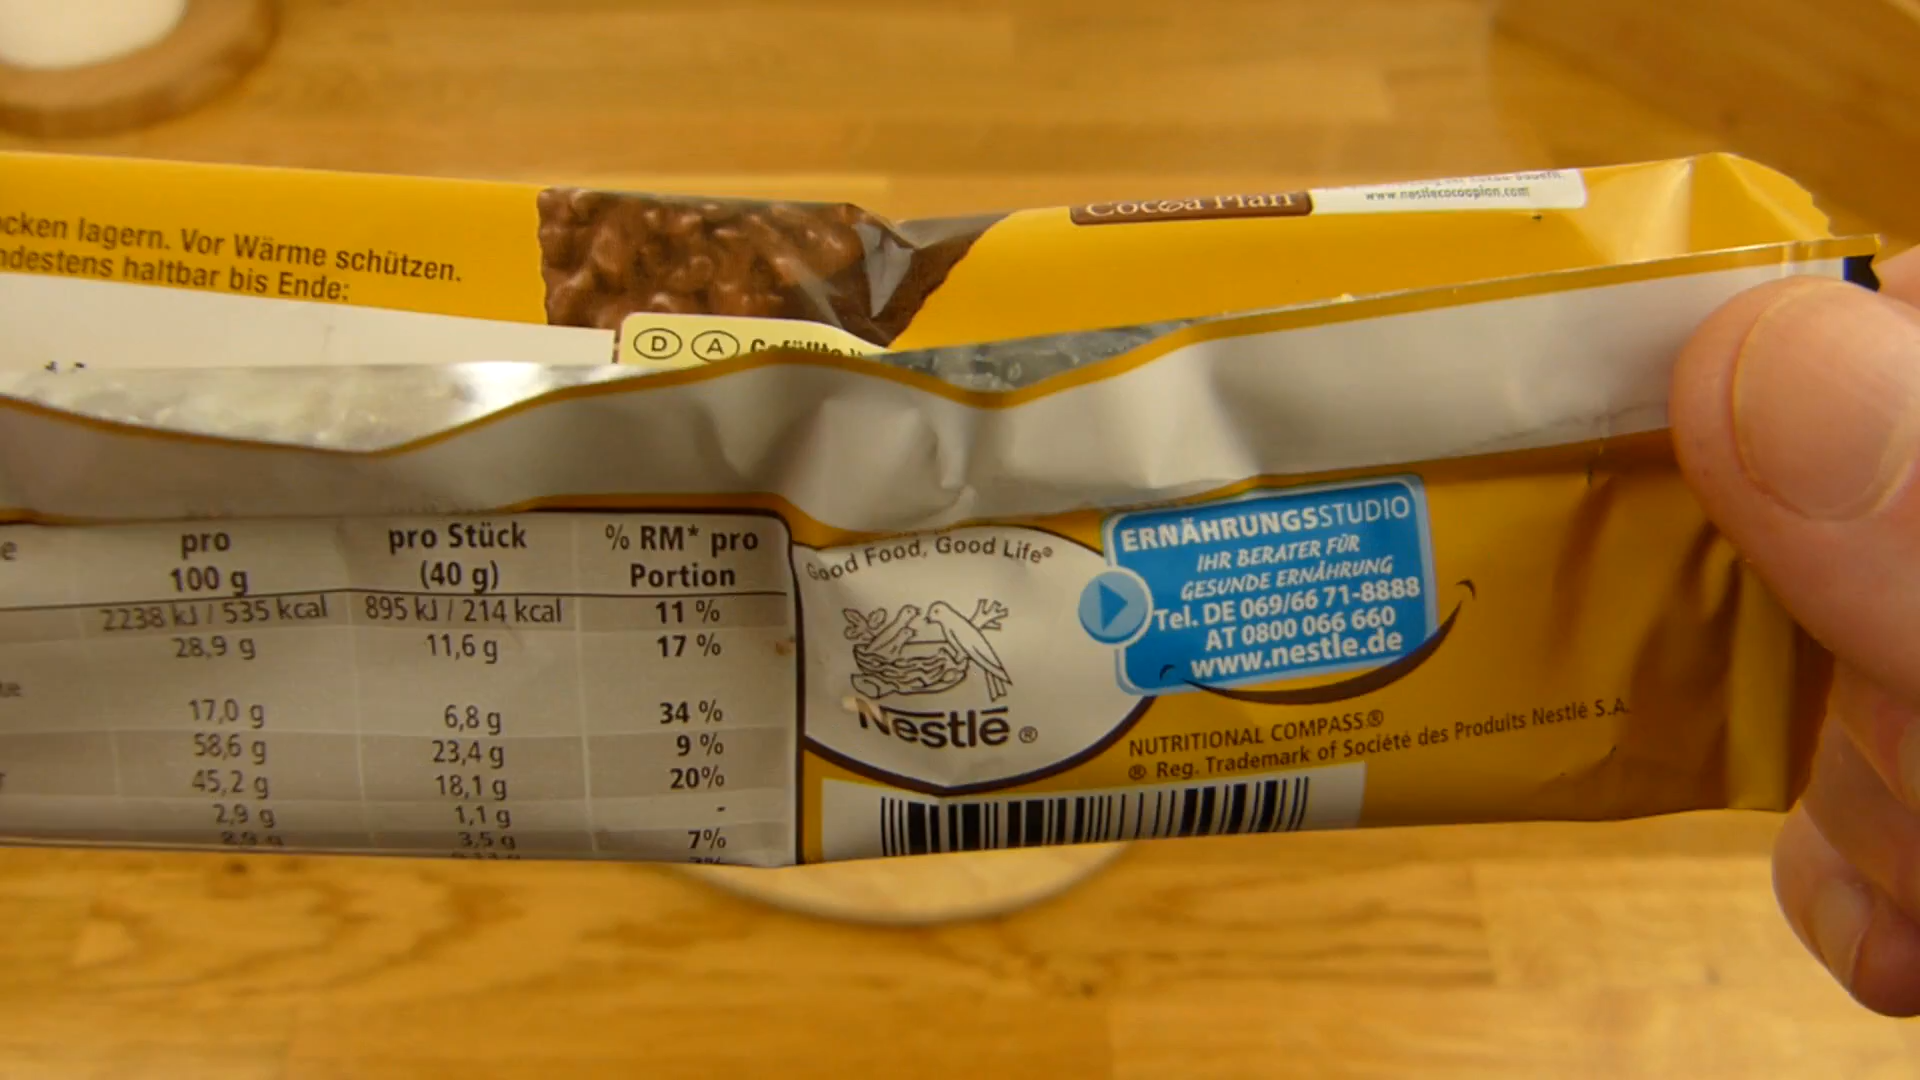 cken lagern. Vor Wärme schützen.
ndestens haltbar bis Ende:
Cocoa Plan
www.nestlecocoaplan.com
D A Gefüllte
e pro 100 g pro Stück (40 g) % RM* pro Portion
2238 kJ / 535 kcal 895 kJ / 214 kcal 11 %
28,9 g 11,6 g 17 %
17,0 g 6,8 g 34 %
58,6 g 23,4 g 9 %
45,2 g 18,1 g 20%
2,9 g 1,1 g -
3,5 g 7%
Good Food, Good Life®
Nestlé®
ERNÄHRUNGSSTUDIO
IHR BERATER FÜR
GESUNDE ERNÄHRUNG
Tel. DE 069/66 71-8888
AT 0800 066 660
www.nestle.de
NUTRITIONAL COMPASS®
® Reg. Trademark of Société des Produits Nestlé S.A.